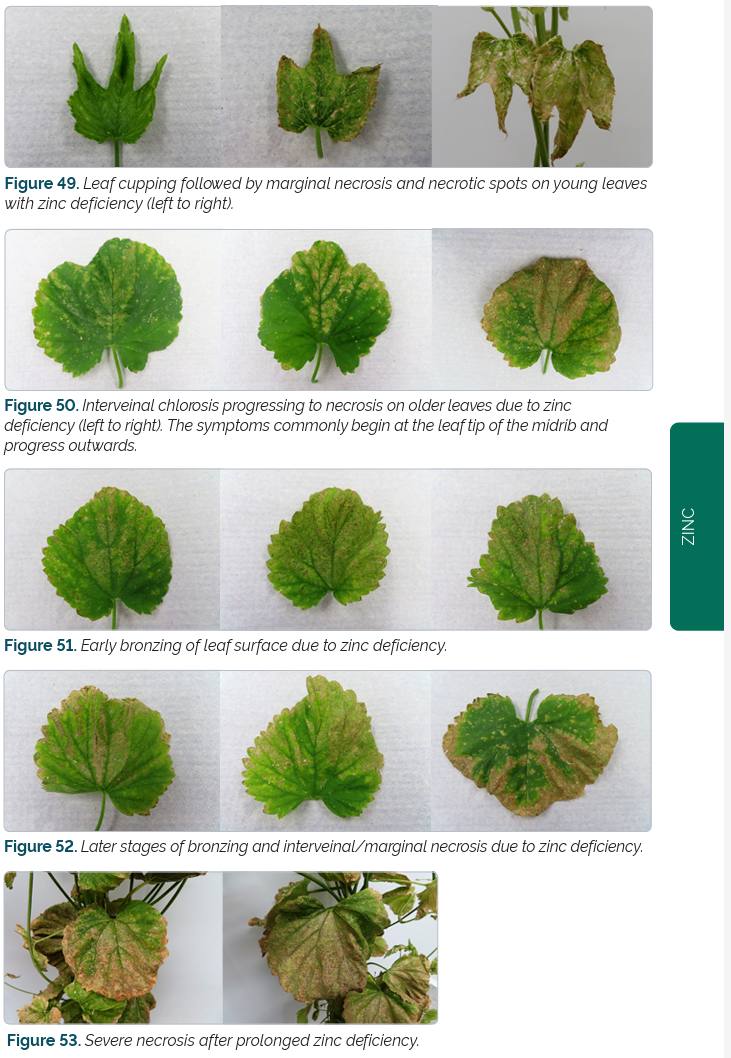 Figure 49. Leaf cupping followed by marginal necrosis and necrotic spots on young leaves
with zinc deficiency (left to right).
Figure 50. Interveinal chlorosis progressing to necrosis on older leaves due to zinc
deficiency (left to right). The symptoms commonly begin at the leaf tip of the midrib and
progress outwards.
ZINC
Figure 51. Early bronzing of leaf surface due to zinc deficiency.
Figure 52. Later stages of bronzing and interveinal/marginal necrosis due to zinc deficiency.
Figure 53. Severe necrosis after prolonged zinc deficiency.